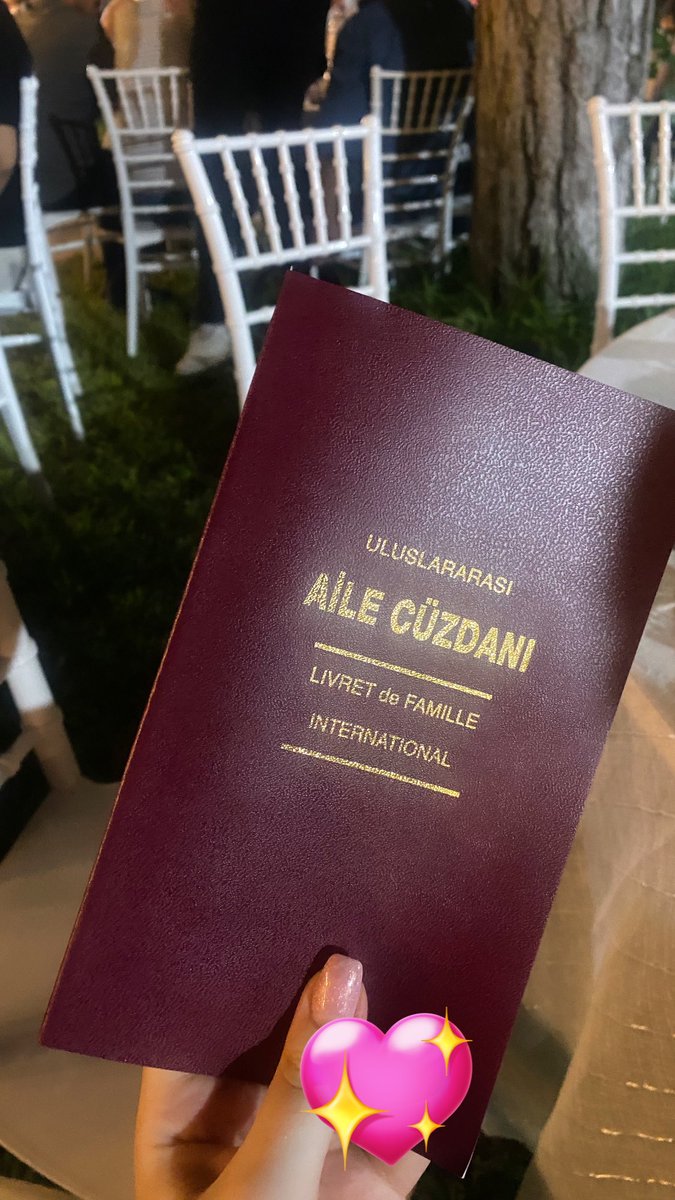 ULUSLARARASI
AİLE CÜZDANI
LIVRET de FAMILLE
INTERNATIONAL